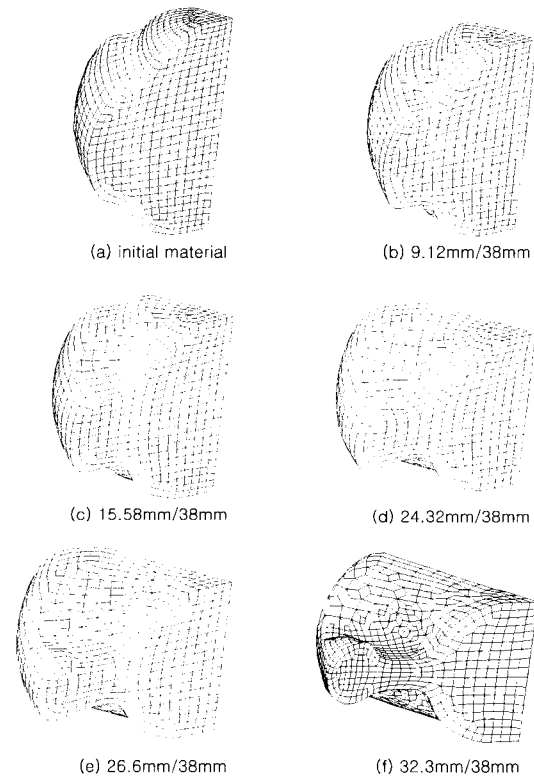 (a) initial material
(b) 9.12mm/38mm
(c) 15.58mm/38mm
(d) 24.32mm/38mm
(e) 26.6mm/38mm
(f) 32.3mm/38mm